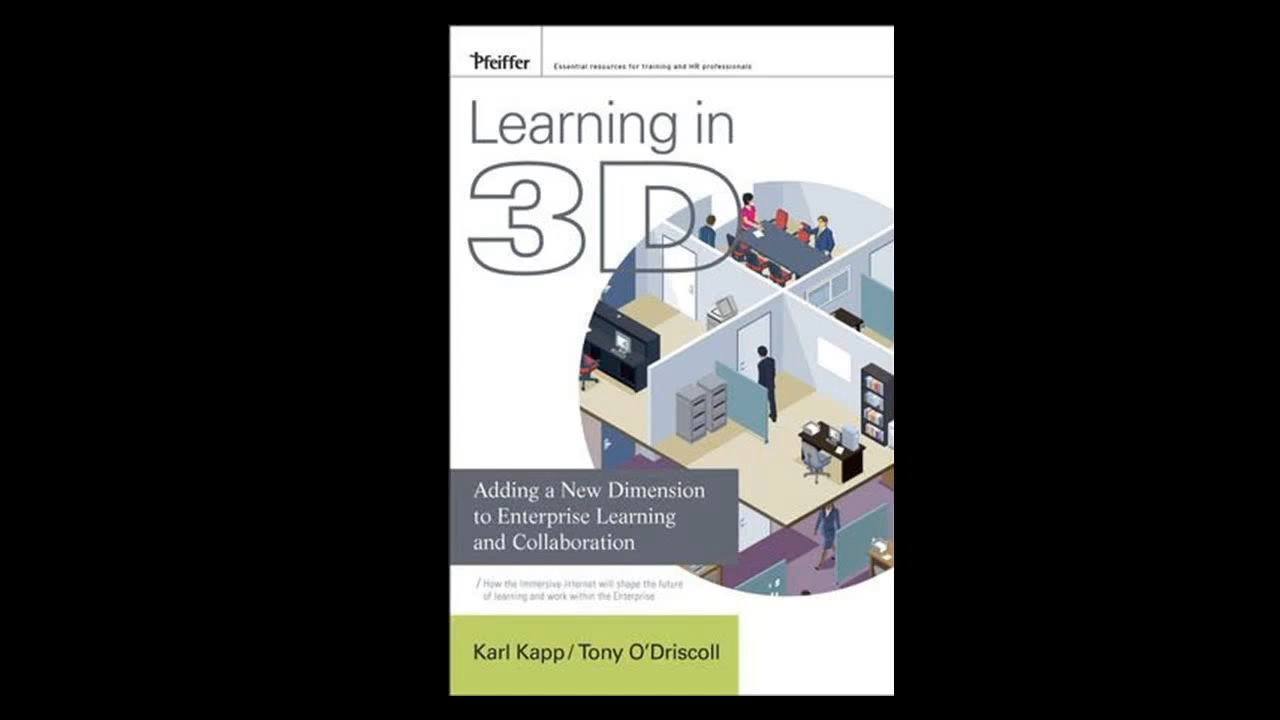 Pfeiffer
Essential resources for training and HR professionals
Learning in
3D
Adding a New Dimension
to Enterprise Learning
and Collaboration
/ How the Immersive Internet will shape the future
of learning and work within the Enterprise
Karl Kapp / Tony O'Driscoll